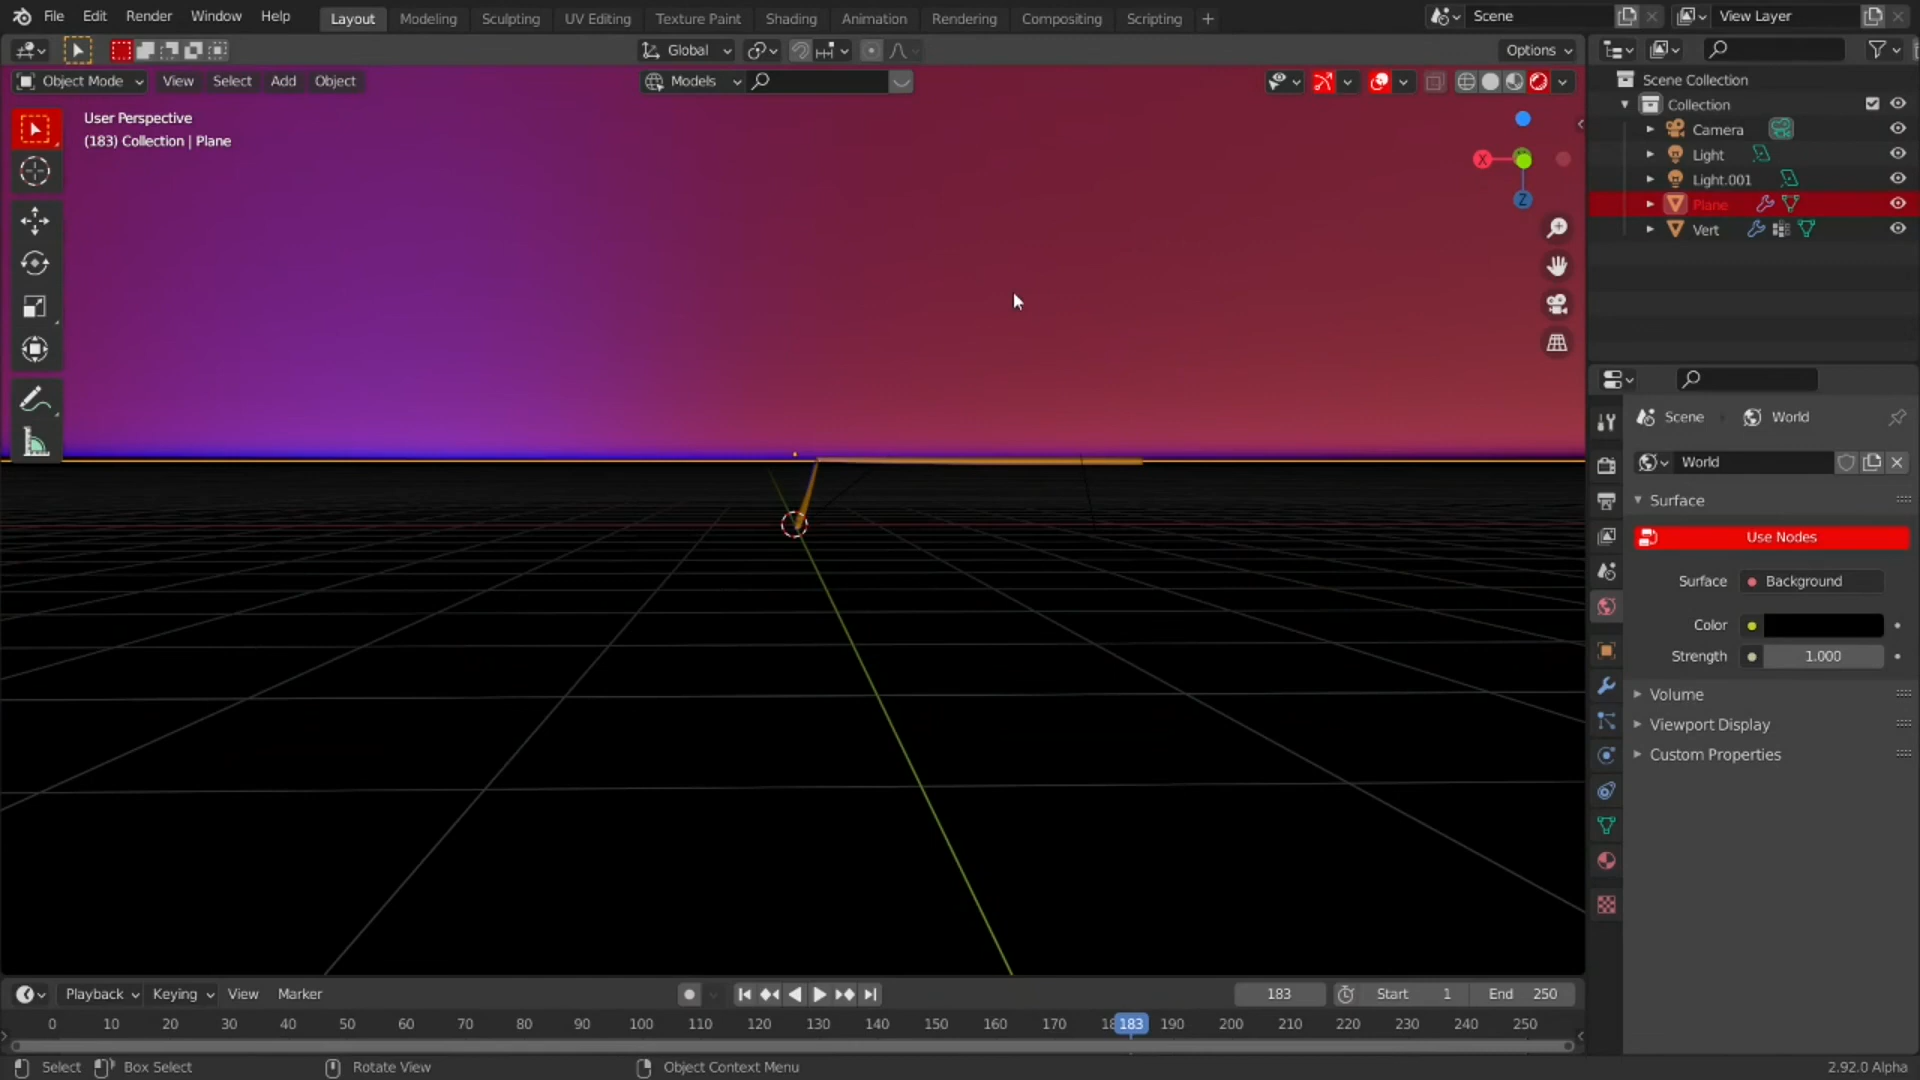 File Edit Render Window Help Layout Modeling Sculpting UV Editing Texture Paint Shading Animation Rendering Compositing Scripting + Scene View Layer
Global Options
Object Mode View Select Add Object Models
User Perspective
(183) Collection | Plane
X
Z
Scene Collection
Collection
Camera
Light
Light.001
Plane
Vert
Scene World
World
Surface
Use Nodes
Surface Background
Color
Strength 1.000
Volume
Viewport Display
Custom Properties
Playback Keying View Marker 183 Start 1 End 250
0 10 20 30 40 50 60 70 80 90 100 110 120 130 140 150 160 170 18 183 190 200 210 220 230 240 250
Select Box Select Rotate View Object Context Menu 2.92.0 Alpha